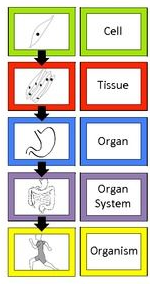 Cell
Tissue
Organ
Organ
System
Organism